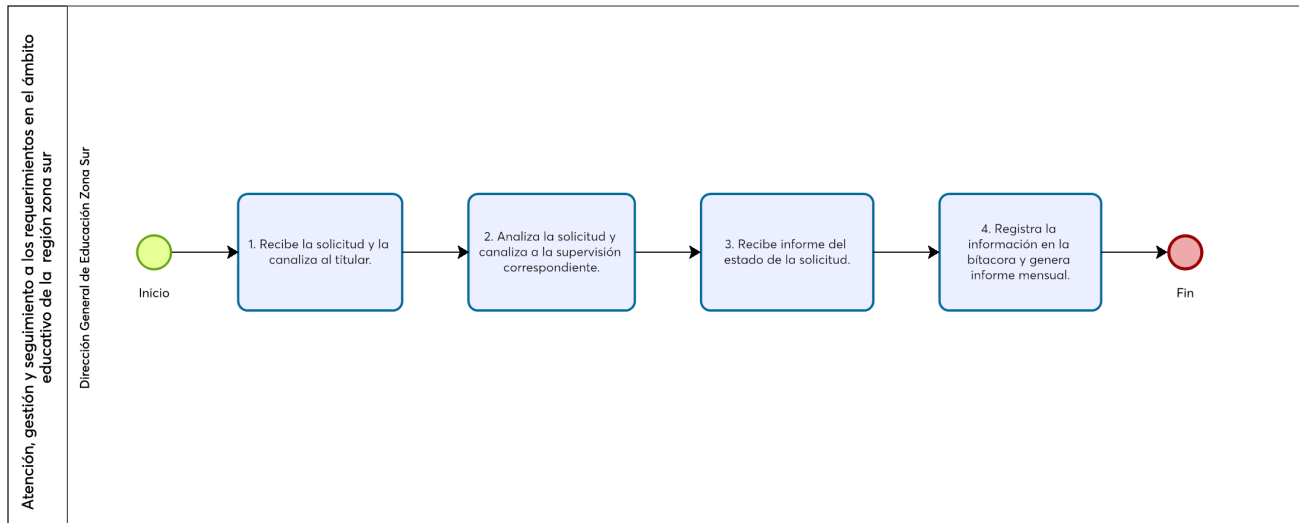 Atención, gestión y seguimiento a los requerimientos en el ámbito
educativo de la región zona sur
Dirección General de Educación Zona Sur
Inicio
1. Recibe la solicitud y la
canaliza al titular.
2. Analiza la solicitud y
canaliza a la supervisión
correspondiente.
3. Recibe informe del
estado de la solicitud.
4. Registra la
información en la
bítacora y genera
informe mensual.
Fin